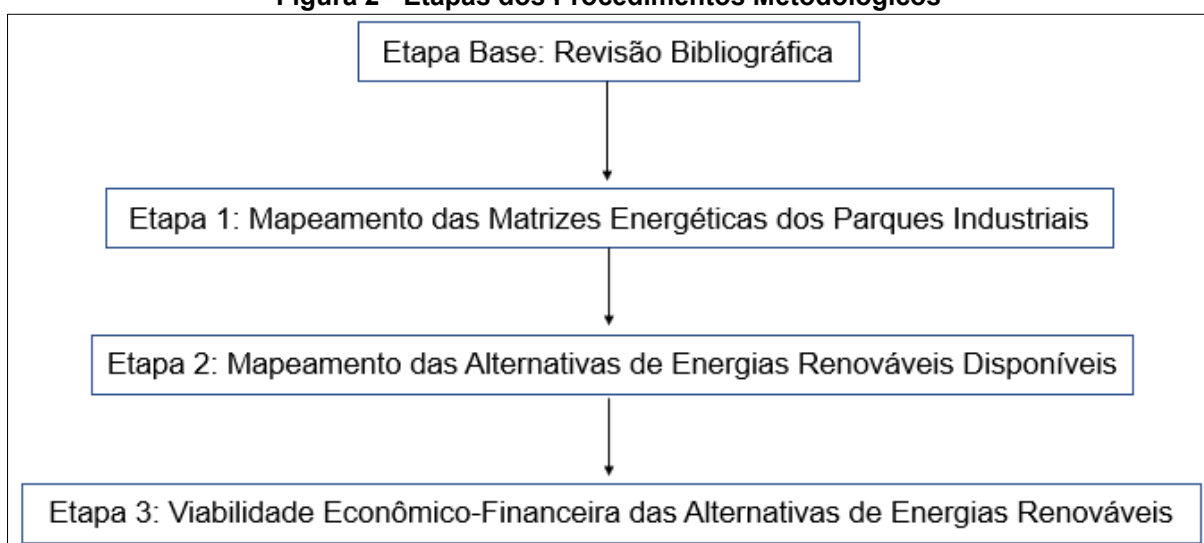 Figura 2 - Etapas dos Procedimentos Metodológicos
Etapa Base: Revisão Bibliográfica
Etapa 1: Mapeamento das Matrizes Energéticas dos Parques Industriais
Etapa 2: Mapeamento das Alternativas de Energias Renováveis Disponíveis
Etapa 3: Viabilidade Econômico-Financeira das Alternativas de Energias Renováveis